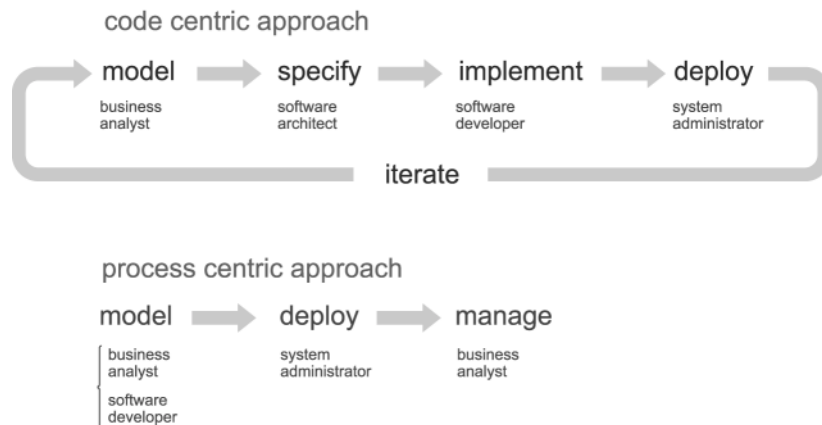 code centric approach
model specify implement deploy
business analyst
software architect
software developer
system administrator
iterate
process centric approach
model deploy manage
business analyst
software developer
system administrator
business analyst